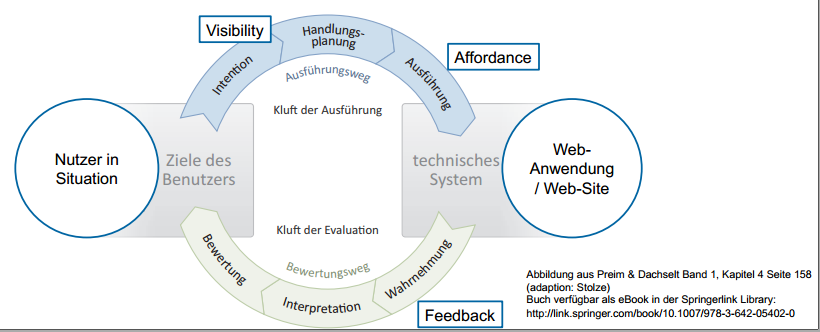 Visibility
Handlungs-
planung
Intention
Ausführung
Affordance
Ausführungsweg
Kluft der Ausführung
Nutzer in
Situation
Ziele des
Benutzers
technisches
System
Web-
Anwendung
/ Web-Site
Kluft der Evaluation
Bewertung
Bewertungsweg
Wahrnehmung
Interpretation
Feedback
Abbildung aus Preim & Dachselt Band 1, Kapitel 4 Seite 158
(adaption: Stolze)
Buch verfügbar als eBook in der Springerlink Library:
http://link.springer.com/book/10.1007/978-3-642-05402-0